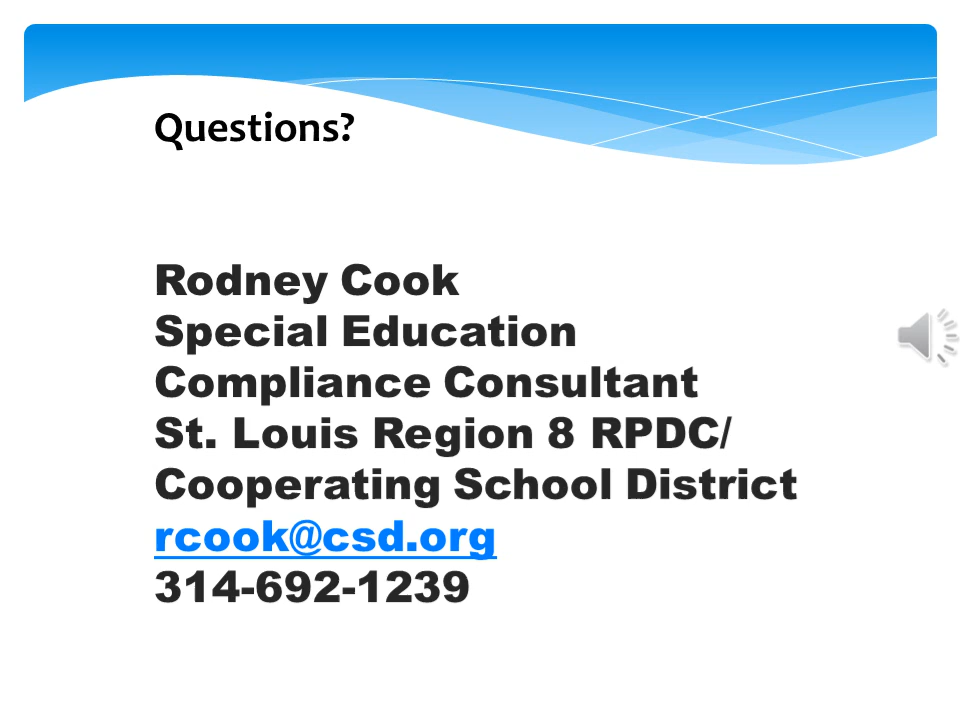 Questions?
Rodney Cook
Special Education
Compliance Consultant
St. Louis Region 8 RPDC/
Cooperating School District
rcook@csd.org
314-692-1239